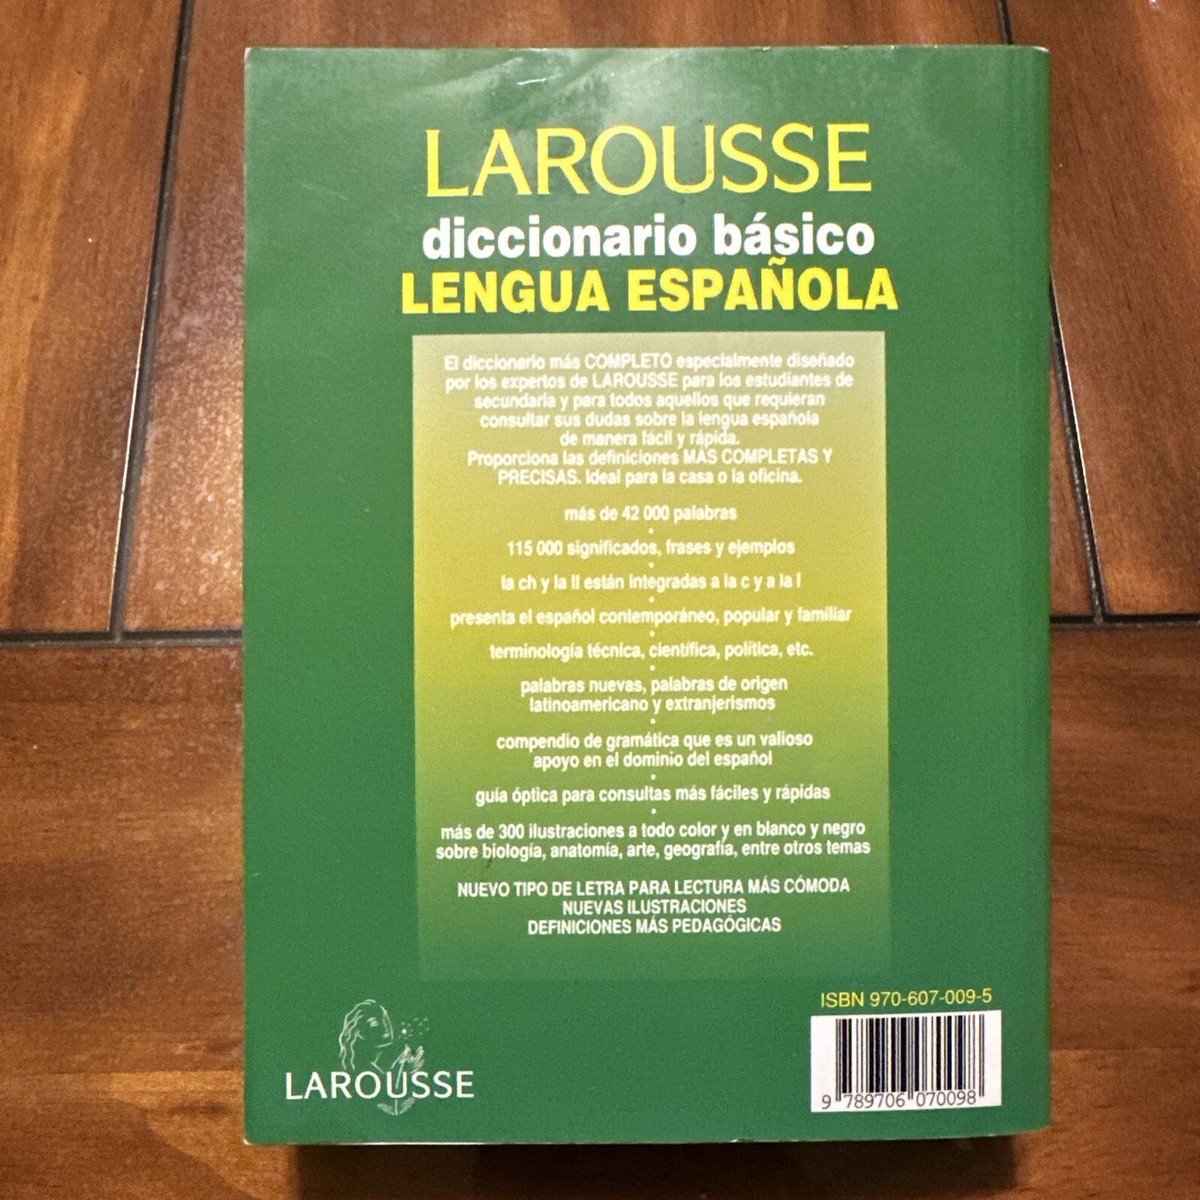 LAROUSSE
diccionario básico
LENGUA ESPAÑOLA
El diccionario más COMPLETO especialmente diseñado
por los expertos de LAROUSSE para los estudiantes de
secundaria y para todos aquellos que requieran
consultar sus dudas sobre la lengua española
de manera fácil y rápida.
Proporciona las definiciones MÁS COMPLETAS Y
PRECISAS. Ideal para la casa o la oficina.
más de 42 000 palabras
•
115 000 significados, frases y ejemplos
•
la ch y la ll están integradas a la c y a la l
•
presenta el español contemporáneo, popular y familiar
•
terminología técnica, científica, política, etc.
•
palabras nuevas, palabras de origen
latinoamericano y extranjerismos
•
compendio de gramática que es un valioso
apoyo en el dominio del español
•
guía óptica para consultas más fáciles y rápidas
•
más de 300 ilustraciones a todo color y en blanco y negro
sobre biología, anatomía, arte, geografía, entre otros temas
NUEVO TIPO DE LETRA PARA LECTURA MÁS CÓMODA
NUEVAS ILUSTRACIONES
DEFINICIONES MÁS PEDAGÓGICAS
ISBN 970-607-009-5
9 789706 070098
LAROUSSE